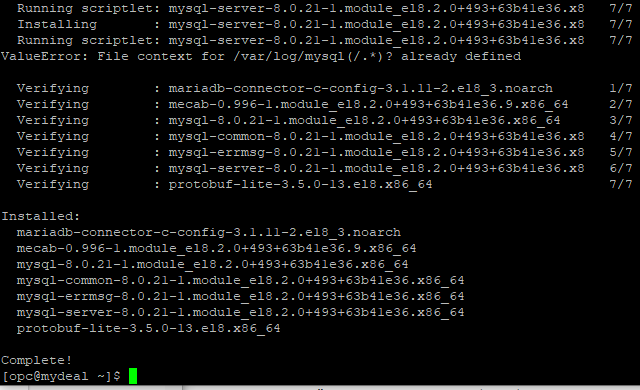 Running scriptlet: mysql-server-8.0.21-1.module_el8.2.0+493+63b41e36.x8 7/7
Installing : mysql-server-8.0.21-1.module_el8.2.0+493+63b41e36.x8 7/7
Running scriptlet: mysql-server-8.0.21-1.module_el8.2.0+493+63b41e36.x8 7/7
ValueError: File context for /var/log/mysql(/.*)? already defined
Verifying : mariadb-connector-c-config-3.1.11-2.el8_3.noarch 1/7
Verifying : mecab-0.996-1.module_el8.2.0+493+63b41e36.9.x86_64 2/7
Verifying : mysql-8.0.21-1.module_el8.2.0+493+63b41e36.x86_64 3/7
Verifying : mysql-common-8.0.21-1.module_el8.2.0+493+63b41e36.x8 4/7
Verifying : mysql-errmsg-8.0.21-1.module_el8.2.0+493+63b41e36.x8 5/7
Verifying : mysql-server-8.0.21-1.module_el8.2.0+493+63b41e36.x8 6/7
Verifying : protobuf-lite-3.5.0-13.el8.x86_64 7/7
Installed:
mariadb-connector-c-config-3.1.11-2.el8_3.noarch
mecab-0.996-1.module_el8.2.0+493+63b41e36.9.x86_64
mysql-8.0.21-1.module_el8.2.0+493+63b41e36.x86_64
mysql-common-8.0.21-1.module_el8.2.0+493+63b41e36.x86_64
mysql-errmsg-8.0.21-1.module_el8.2.0+493+63b41e36.x86_64
mysql-server-8.0.21-1.module_el8.2.0+493+63b41e36.x86_64
protobuf-lite-3.5.0-13.el8.x86_64
Complete!
[opc@mydeal ~]$